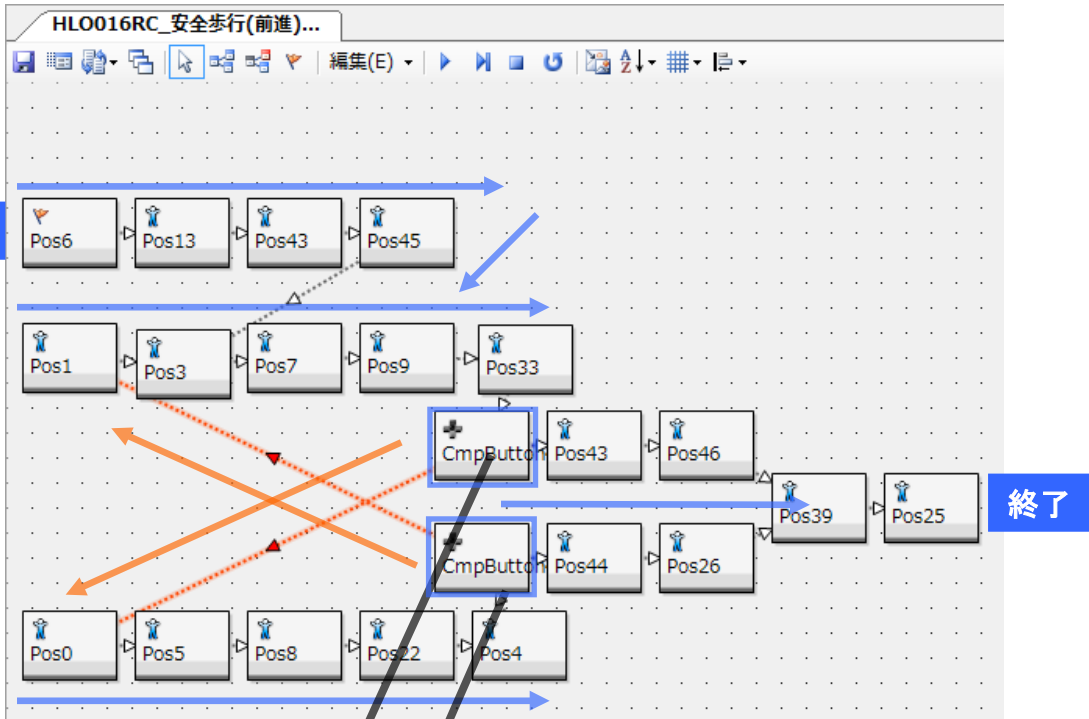 HLO016RC_安全歩行(前進)...
編集(E)
Pos6
Pos13
Pos43
Pos45
Pos1
Pos3
Pos7
Pos9
Pos33
CmpButton
Pos43
Pos46
Pos39
Pos25
終了
CmpButton
Pos44
Pos26
Pos0
Pos5
Pos8
Pos22
Pos4